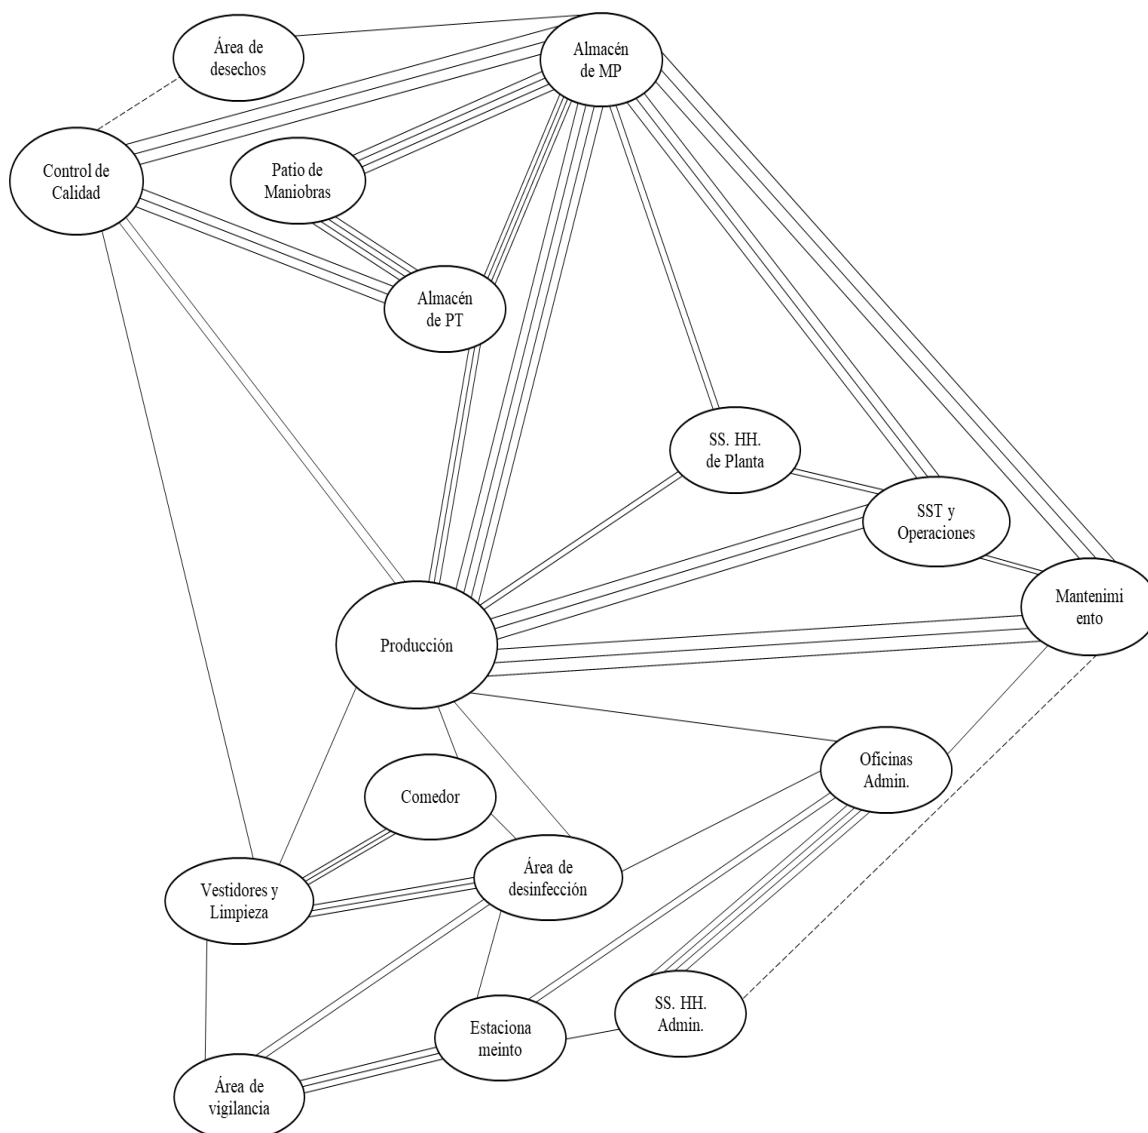 Área de
desechos
Almacén
de MP
Control de
Calidad
Patio de
Maniobras
Almacén
de PT
SS. HH.
de Planta
SST y
Operaciones
Mantenimi
ento
Producción
Oficinas
Admin.
Comedor
Área de
desinfección
Vestidores y
Limpieza
SS. HH.
Admin.
Estaciona
meinto
Área de
vigilancia